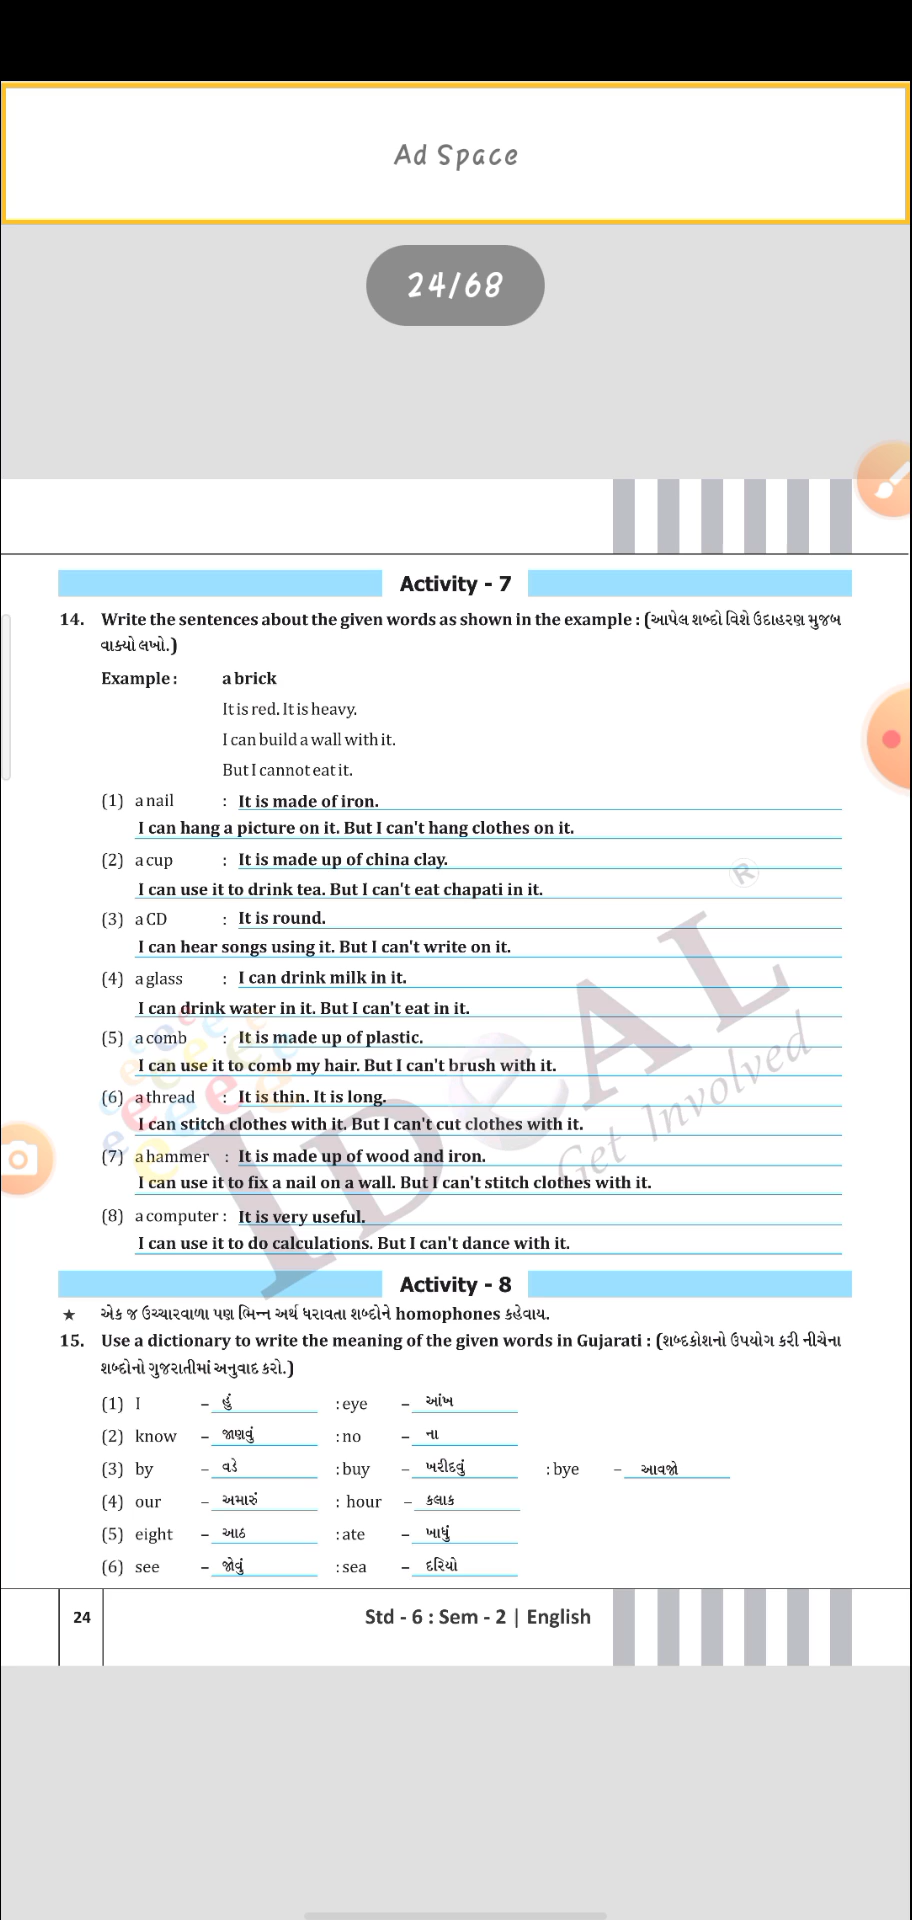 Ad Space
24/68
Activity - 7
14. Write the sentences about the given words as shown in the example : (આપેલ શબ્દો વિશે ઉદાહરણ મુજબ
વાક્યો લખો.)
Example : a brick
It is red. It is heavy.
I can build a wall with it.
But I cannot eat it.
(1) a nail : It is made of iron.
I can hang a picture on it. But I can't hang clothes on it.
(2) a cup : It is made up of china clay.
I can use it to drink tea. But I can't eat chapati in it.
(3) a CD : It is round.
I can hear songs using it. But I can't write on it.
(4) a glass : I can drink milk in it.
I can drink water in it. But I can't eat in it.
(5) a comb : It is made up of plastic.
I can use it to comb my hair. But I can't brush with it.
(6) a thread : It is thin. It is long.
I can stitch clothes with it. But I can't cut clothes with it.
(7) a hammer : It is made up of wood and iron.
I can use it to fix a nail on a wall. But I can't stitch clothes with it.
(8) a computer : It is very useful.
I can use it to do calculations. But I can't dance with it.
IDeAL ®
Get Involved
Activity - 8
★ એક જ ઉચ્ચારવાળા પણ ભિન્ન અર્થ ધરાવતા શબ્દોને homophones કહેવાય.
15. Use a dictionary to write the meaning of the given words in Gujarati : (શબ્દકોશનો ઉપયોગ કરી નીચેના
શબ્દોનો ગુજરાતીમાં અનુવાદ કરો.)
(1) I – હું : eye – આંખ
(2) know – જાણવું : no – ના
(3) by – વડે : buy – ખરીદવું : bye – આવજો
(4) our – અમારું : hour – કલાક
(5) eight – આઠ : ate – ખાધું
(6) see – જોવું : sea – દરિયો
24 Std - 6 : Sem - 2 | English